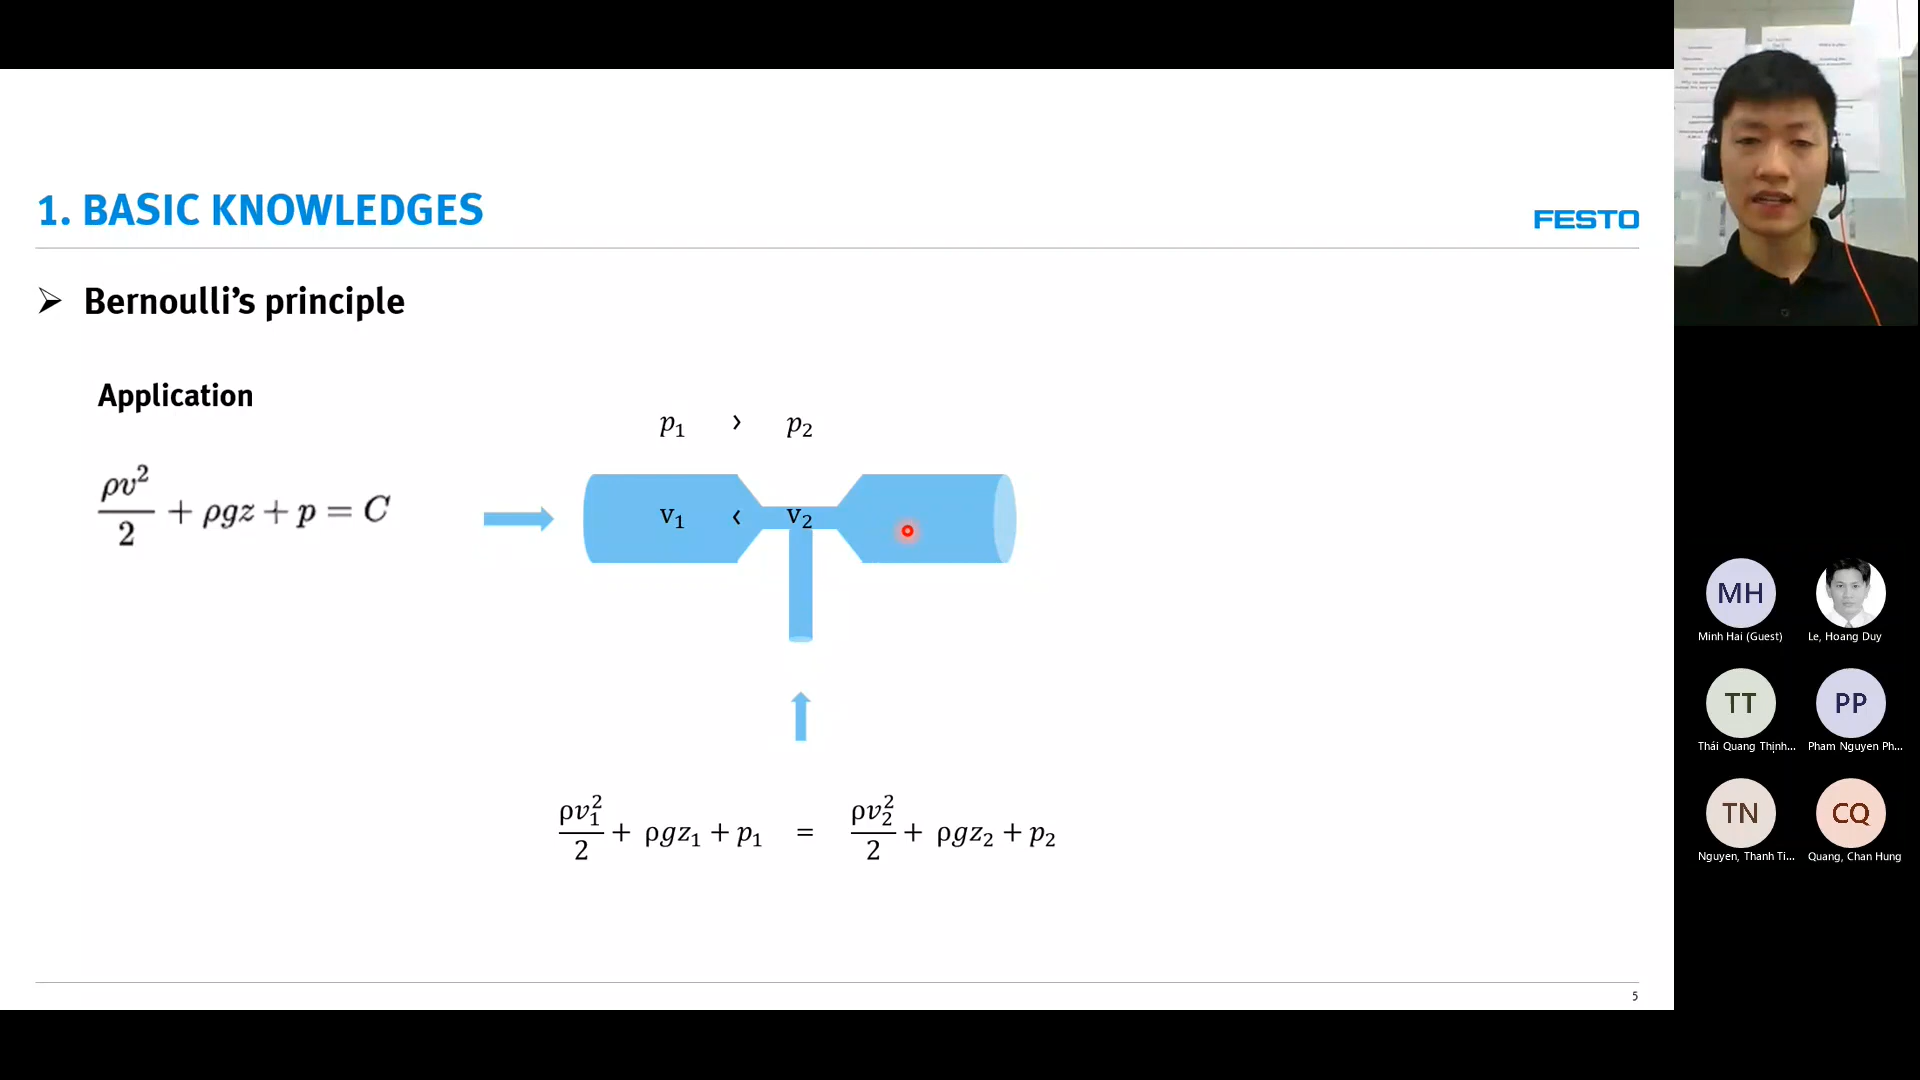 1. BASIC KNOWLEDGES
FESTO
➢ Bernoulli’s principle
Application
p₁ › p₂
ρv²/2 + ρgz + p = C
v₁ ‹ v₂
ρv₁²/2 + ρgz₁ + p₁ = ρv₂²/2 + ρgz₂ + p₂
5
MH
Minh Hai (Guest)
Le, Hoang Duy
TT
PP
Thái Quang Thịnh...
Pham Nguyen Ph...
TN
CQ
Nguyen, Thanh Ti...
Quang, Chan Hung